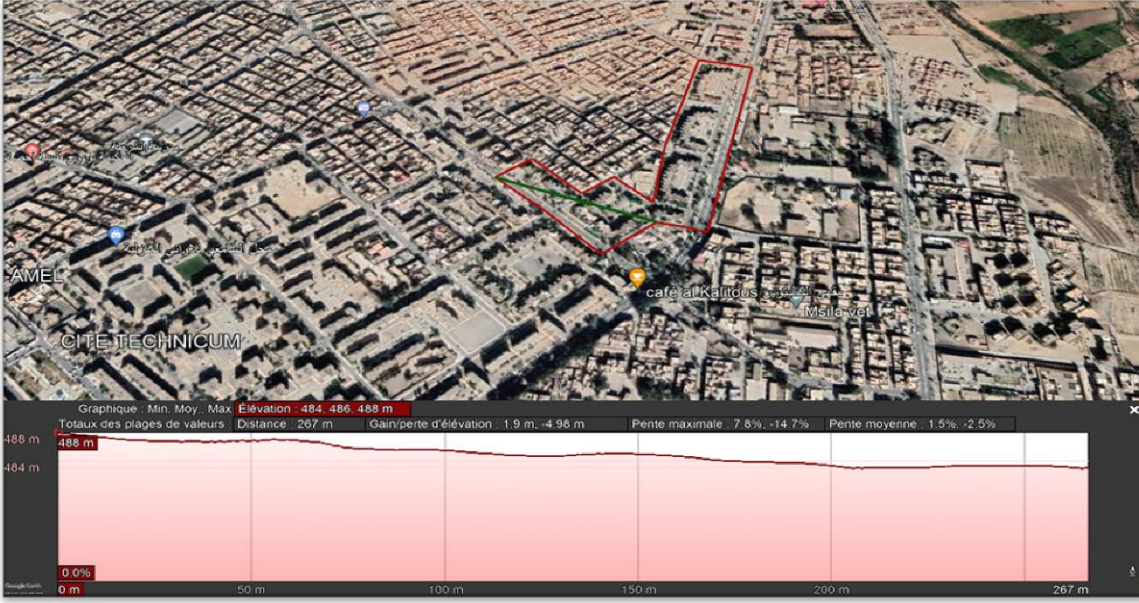 AMEL
CITE TECHNICUM
café al Kalitous
Msila vet
Graphique : Min. Moy.. Max Élévation : 484, 486, 488 m
Totaux des plages de valeurs Distance : 267 m Gain/perte d'élévation : 1.9 m, -4.98 m Pente maximale : 7.8%, -14.7% Pente moyenne : 1.5%, -2.5%
488 m
488 m
484 m
0.0%
Google Earth
0 m 50 m 100 m 150 m 200 m 267 m